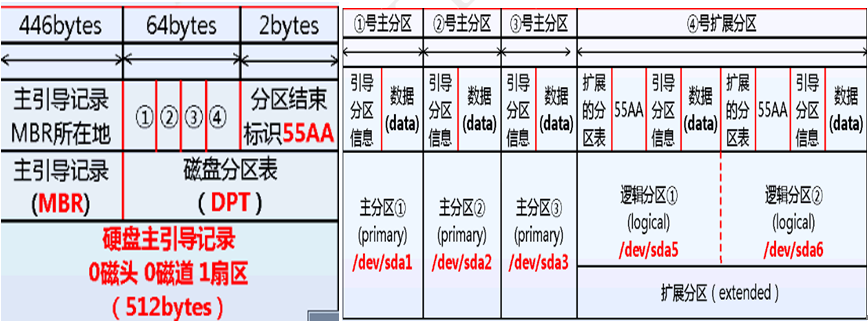 446bytes 64bytes 2bytes
主引导记录
MBR所在地
① ② ③ ④
分区结束
标识55AA
主引导记录
(MBR)
磁盘分区表
(DPT)
硬盘主引导记录
0磁头 0磁道 1扇区
(512bytes)
①号主分区 ②号主分区 ③号主分区 ④号扩展分区
引导
分区
信息
数据
(data)
引导
分区
信息
数据
(data)
引导
分区
信息
数据
(data)
扩展
的分
区表
55AA
引导
分区
信息
数据
(data)
扩展
的分
区表
55AA
引导
分区
信息
数据
(data)
主分区①
(primary)
/dev/sda1
主分区②
(primary)
/dev/sda2
主分区③
(primary)
/dev/sda3
逻辑分区①
(logical)
/dev/sda5
逻辑分区②
(logical)
/dev/sda6
扩展分区(extended)